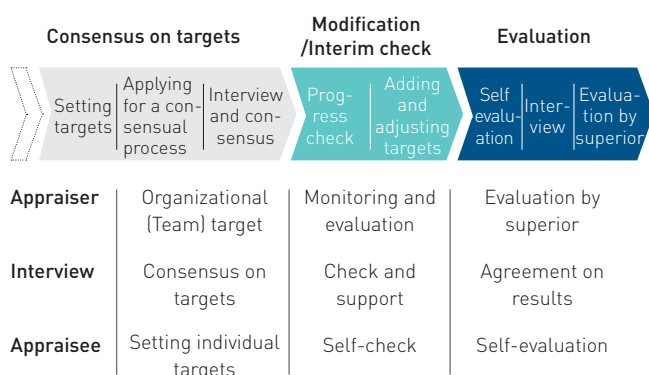 Consensus on targets
Modification
/Interim check
Evaluation
Setting
targets
Applying
for a con-
sensual
process
Interview
and con-
sensus
Prog-
ress
check
Adding
and
adjusting
targets
Self
evalu-
ation
Inter-
view
Evalua-
tion by
superior
Appraiser
Organizational
(Team) target
Monitoring and
evaluation
Evaluation by
superior
Interview
Consensus on
targets
Check and
support
Agreement on
results
Appraisee
Setting individual
targets
Self-check
Self-evaluation